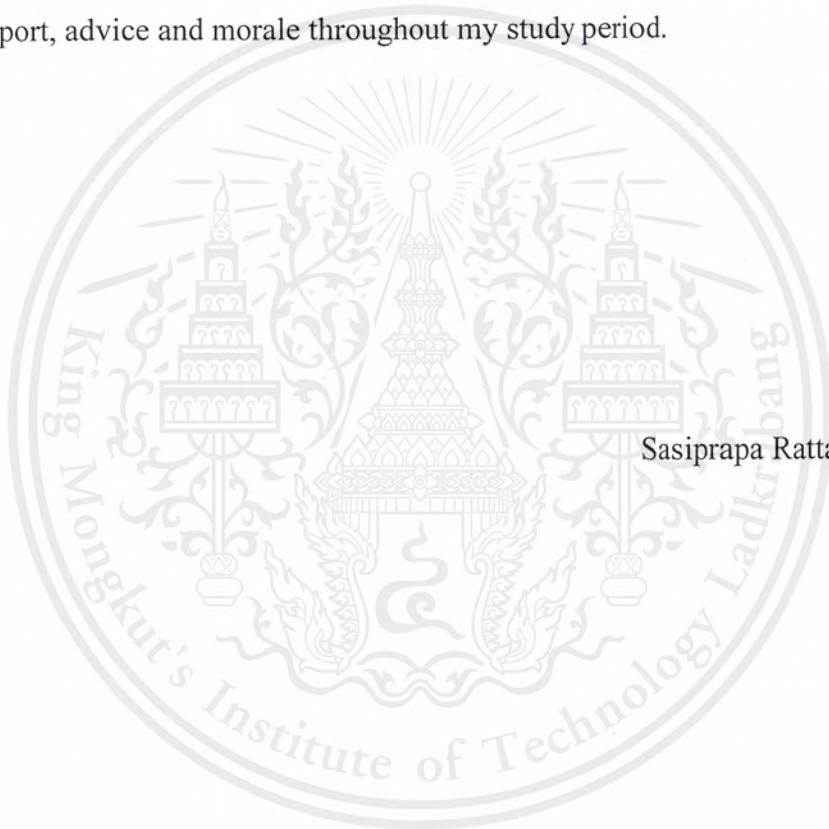 port, advice and morale throughout my study period.
Sasiprapa Ratta
King Mongkut's Institute of Technology Ladkrabang